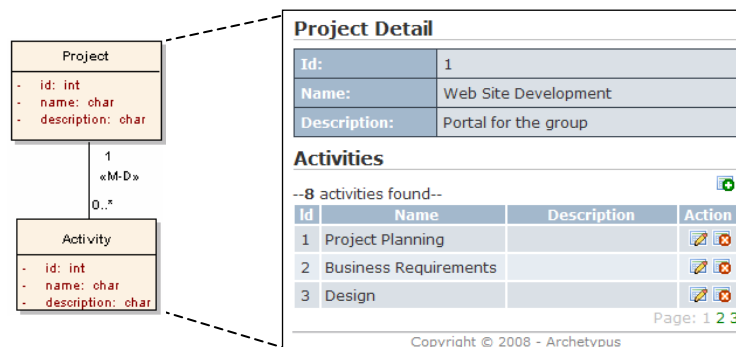 Project
- id: int
- name: char
- description: char
1
«M-D»
0..*
Activity
- id: int
- name: char
- description: char
Project Detail
Id: 1
Name: Web Site Development
Description: Portal for the group
Activities
--8 activities found--
Id Name Description Action
1 Project Planning
2 Business Requirements
3 Design
Page: 1 2 3
Copyright © 2008 - Archetypus